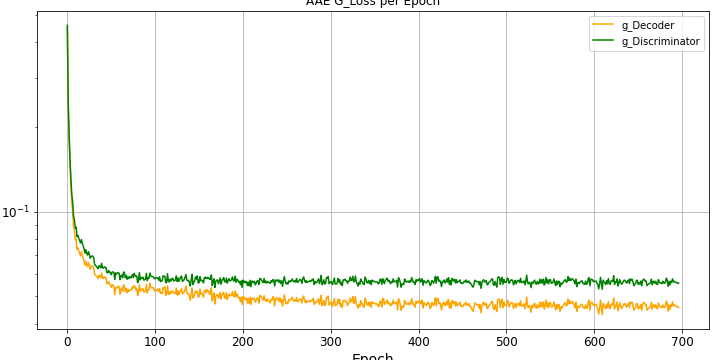 AAE G_Loss per Epoch
g_Decoder
g_Discriminator
10⁻¹
0 100 200 300 400 500 600 700
Epoch